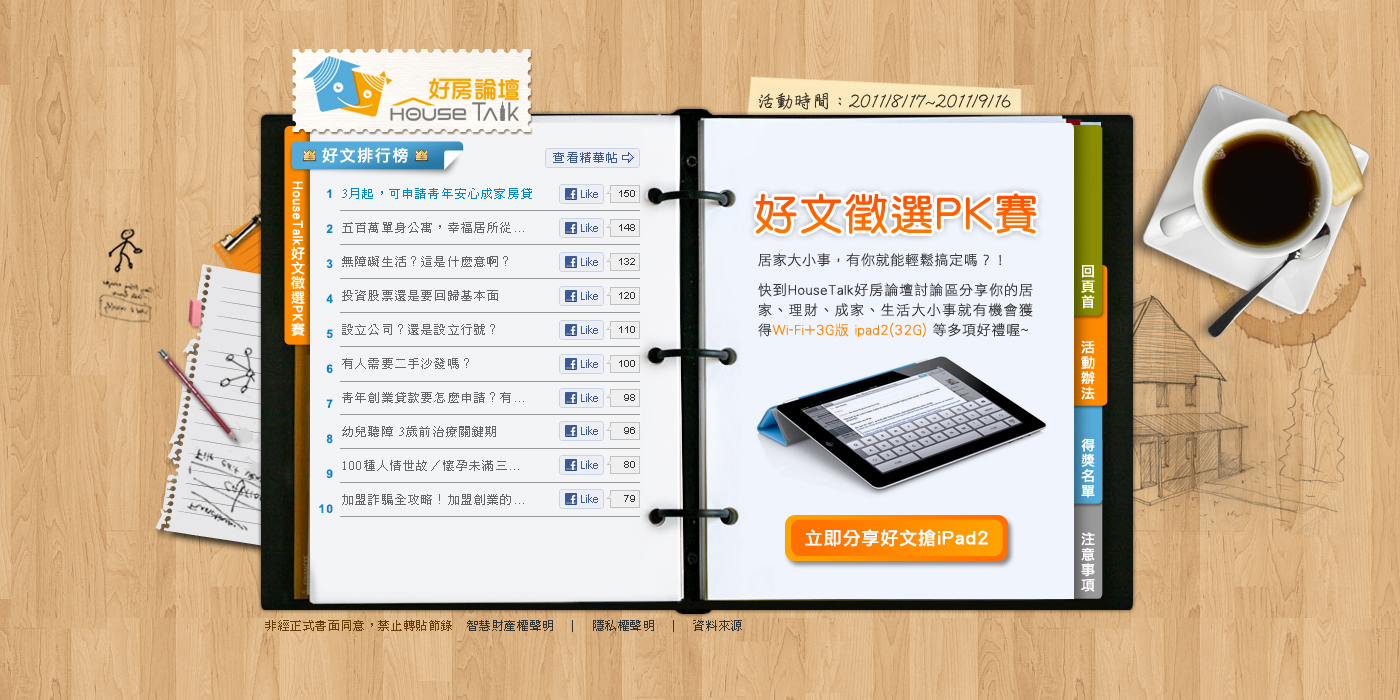 好房論壇
House Talk
活動時間：2011/8/17~2011/9/16
HouseTalk好文徵選PK賽
好文排行榜
查看精華帖
1 3月起，可申請青年安心成家房貸 Like 150
2 五百萬單身公寓，幸福居所從... Like 148
3 無障礙生活？這是什麼意啊？ Like 132
4 投資股票還是要回歸基本面 Like 120
5 設立公司？還是設立行號？ Like 110
6 有人需要二手沙發嗎？ Like 100
7 青年創業貸款要怎麼申請？有... Like 98
8 幼兒聽障 3歲前治療關鍵期 Like 96
9 100種人情世故／懷孕未滿三... Like 80
10 加盟詐騙全攻略！加盟創業的... Like 79
好文徵選PK賽
居家大小事，有你就能輕鬆搞定嗎？！
快到HouseTalk好房論壇討論區分享你的居
家、理財、成家、生活大小事就有機會獲
得Wi-Fi+3G版 ipad2(32G) 等多項好禮喔~
立即分享好文搶iPad2
回頁首
活動辦法
得獎名單
注意事項
非經正式書面同意，禁止轉貼節錄 智慧財產權聲明 | 隱私權聲明 | 資料來源